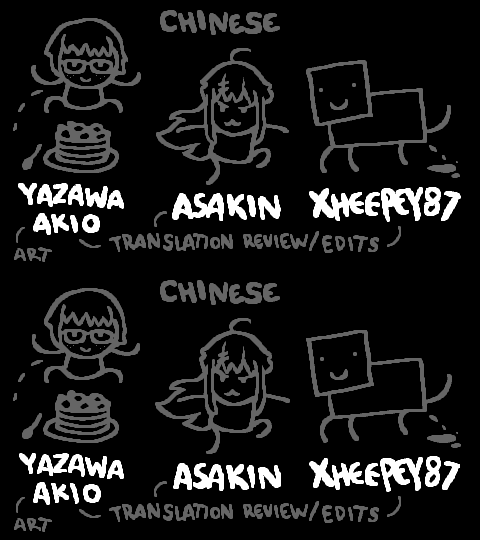 CHINESE
YAZAWA ASAKIN XHEEPEY87
AKIO
ART TRANSLATION REVIEW/EDITS
CHINESE
YAZAWA ASAKIN XHEEPEY87
AKIO
ART TRANSLATION REVIEW/EDITS